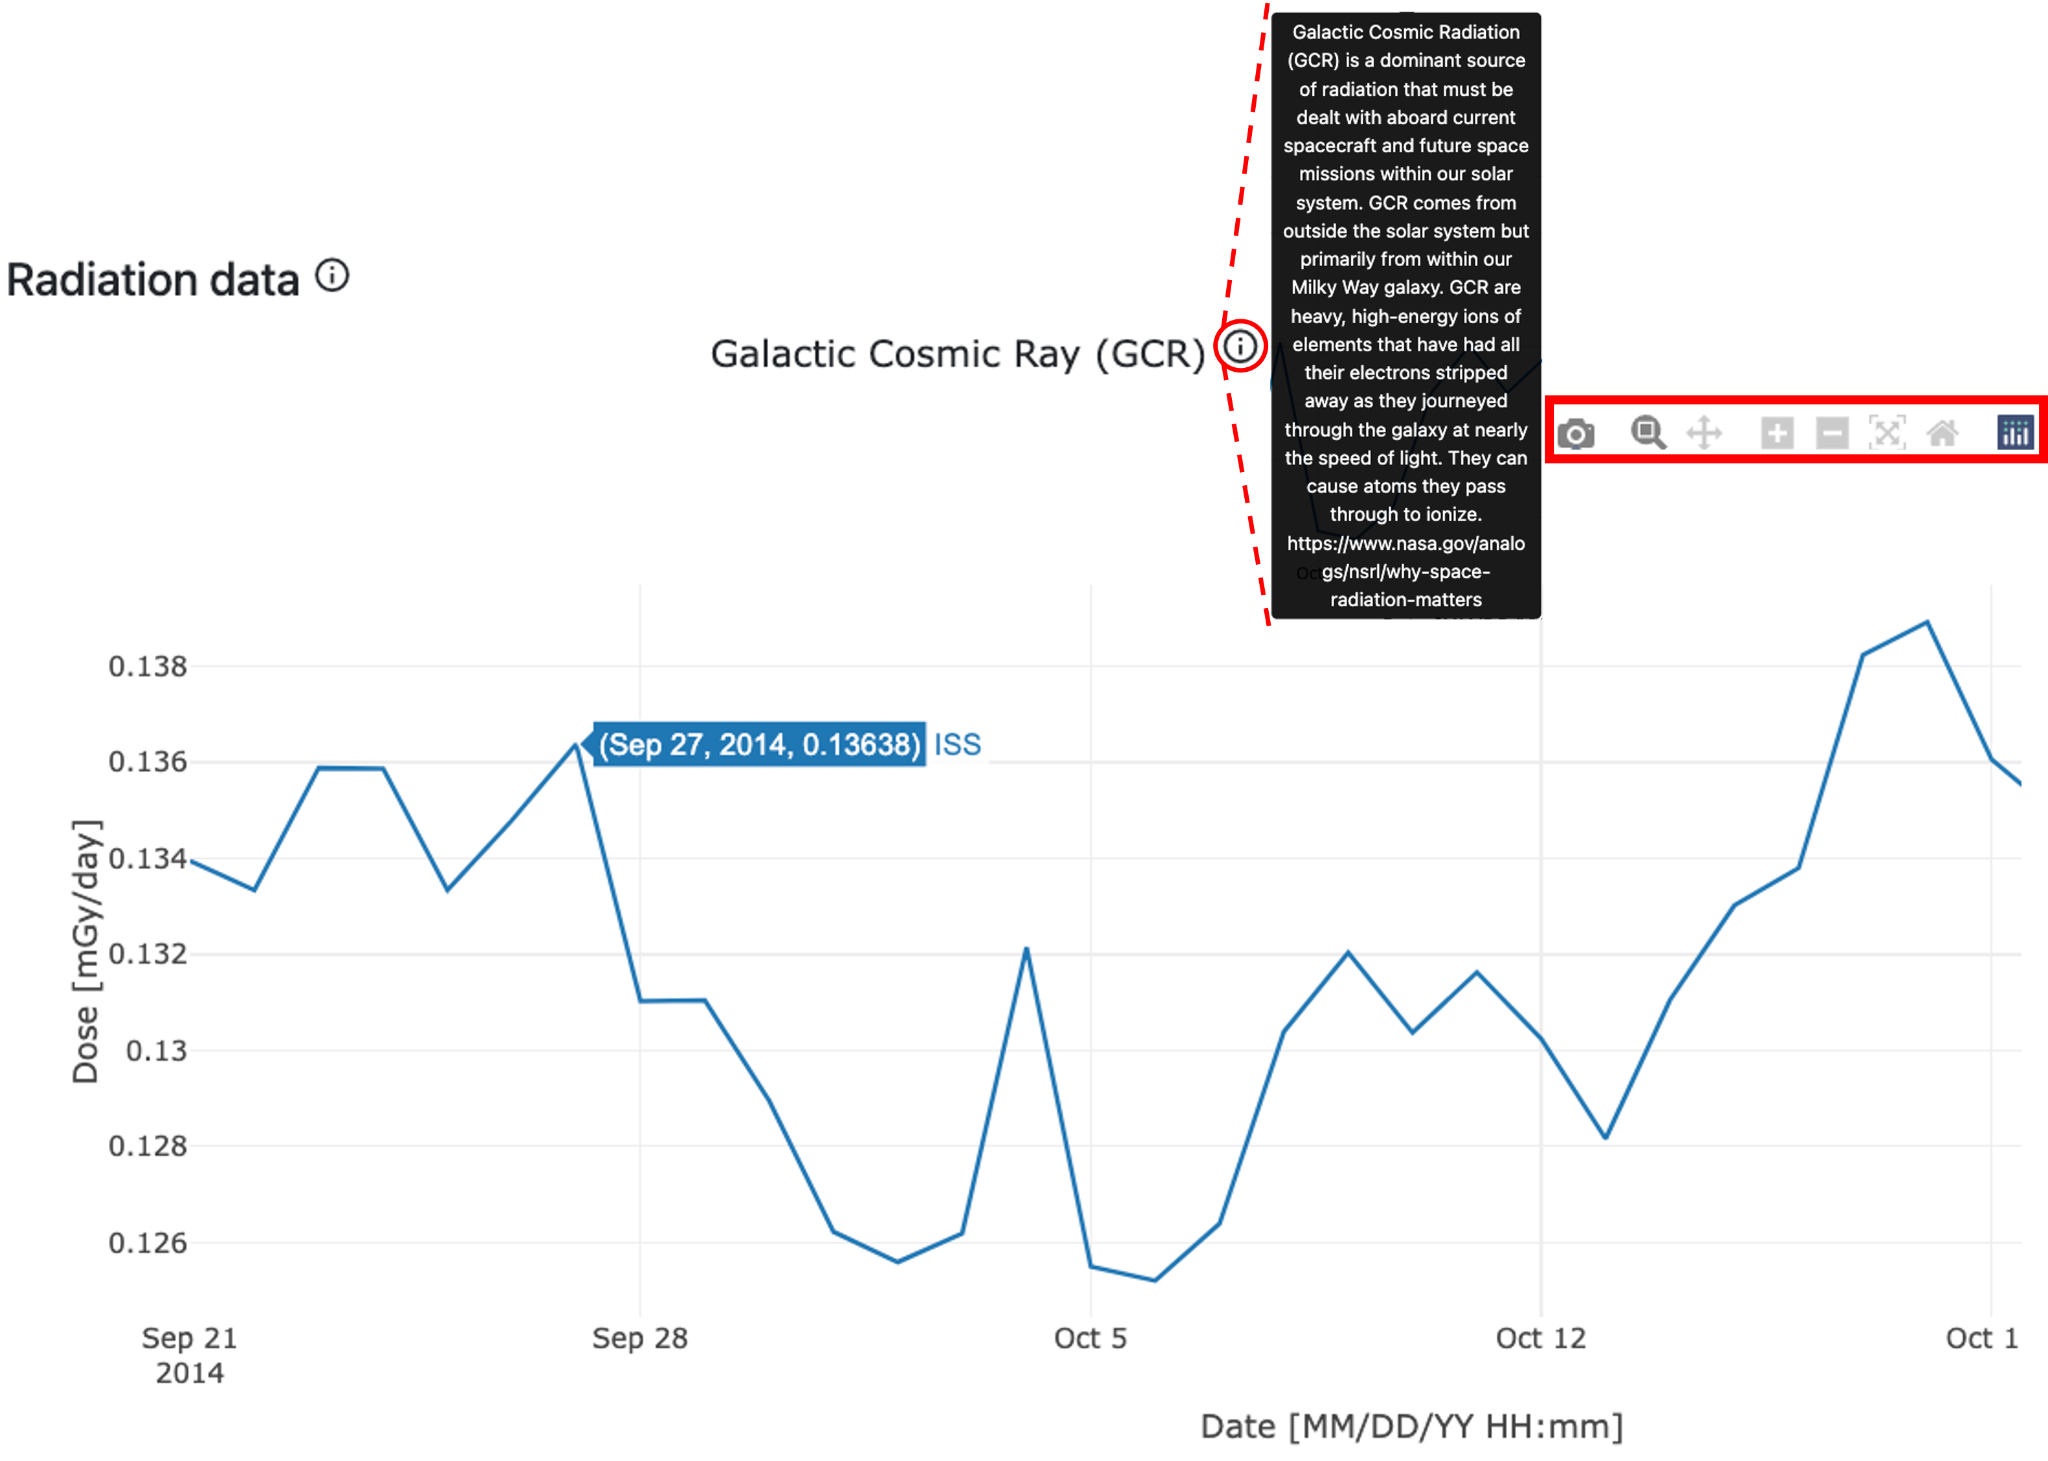 Galactic Cosmic Radiation
(GCR) is a dominant source
of radiation that must be
dealt with aboard current
spacecraft and future space
missions within our solar
system. GCR comes from
outside the solar system but
primarily from within our
Milky Way galaxy. GCR are
heavy, high-energy ions of
elements that have had all
their electrons stripped
away as they journeyed
through the galaxy at nearly
the speed of light. They can
cause atoms they pass
through to ionize.
https://www.nasa.gov/analo
gs/nsrl/why-space-
radiation-matters
Radiation data
Galactic Cosmic Ray (GCR)
Oct
0.138
(Sep 27, 2014, 0.13638) ISS
0.136
0.134
0.132
0.13
0.128
0.126
Dose [mGy/day]
Sep 21
2014
Sep 28
Oct 5
Oct 12
Oct 1
Date [MM/DD/YY HH:mm]